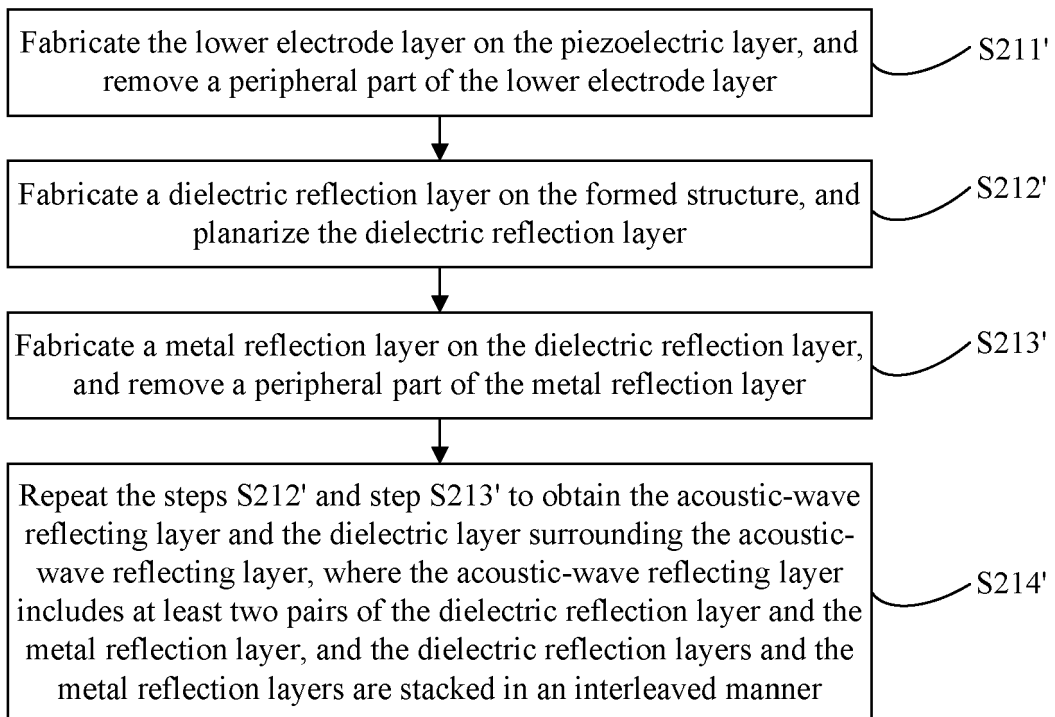 Fabricate the lower electrode layer on the piezoelectric layer, and
remove a peripheral part of the lower electrode layer
S211'
Fabricate a dielectric reflection layer on the formed structure, and
planarize the dielectric reflection layer
S212'
Fabricate a metal reflection layer on the dielectric reflection layer,
and remove a peripheral part of the metal reflection layer
S213'
Repeat the steps S212' and step S213' to obtain the acoustic-wave
reflecting layer and the dielectric layer surrounding the acoustic-
wave reflecting layer, where the acoustic-wave reflecting layer
includes at least two pairs of the dielectric reflection layer and the
metal reflection layer, and the dielectric reflection layers and the
metal reflection layers are stacked in an interleaved manner
S214'